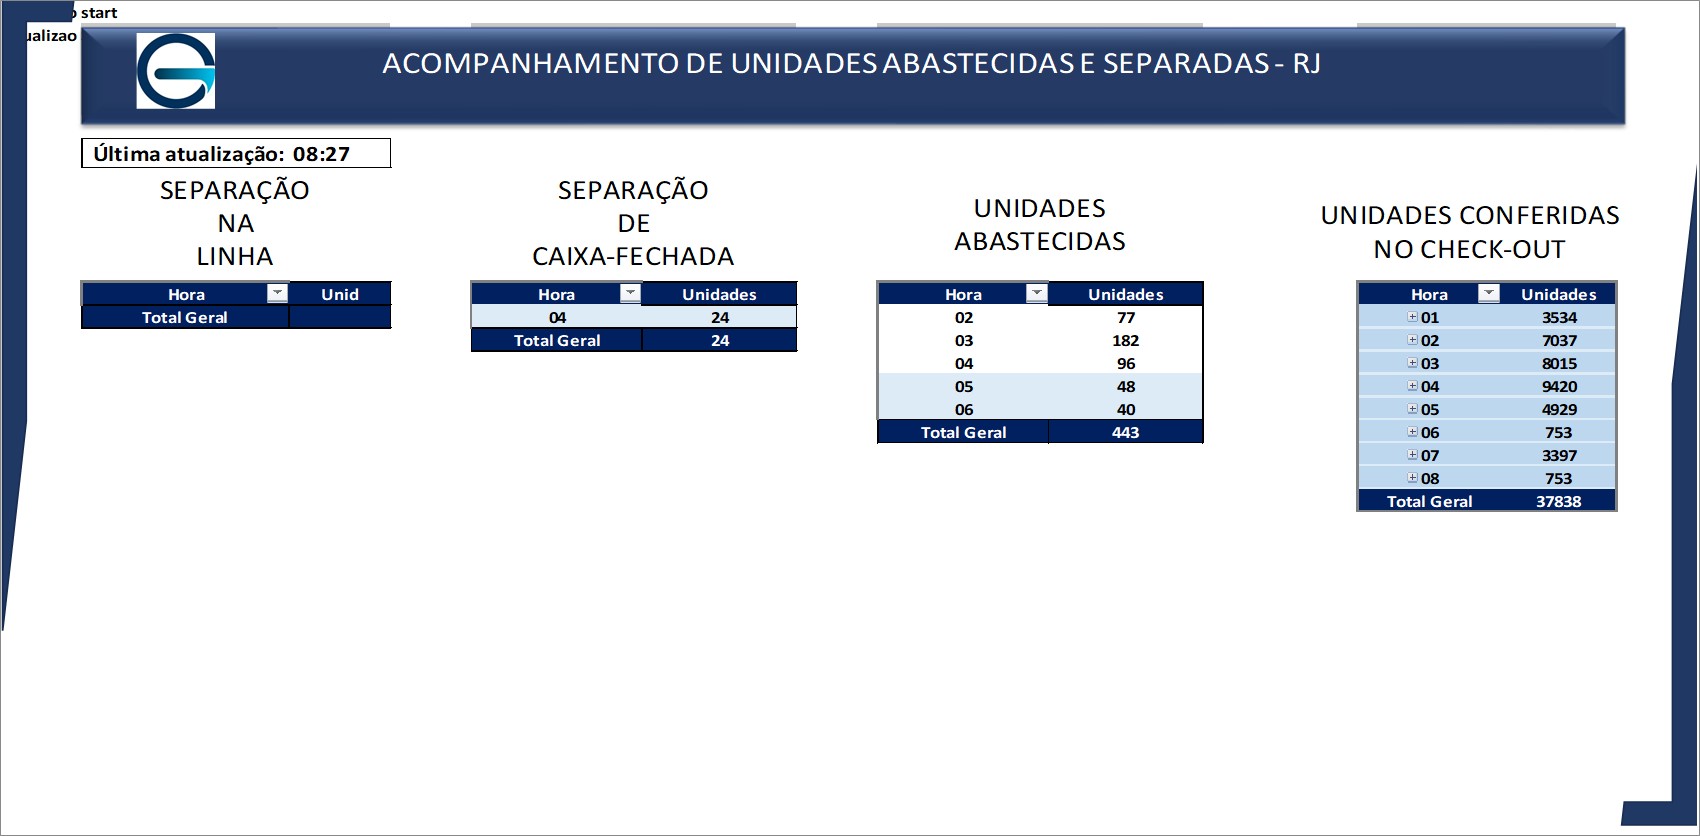 start
ualizao
ACOMPANHAMENTO DE UNIDADES ABASTECIDAS E SEPARADAS - RJ
Última atualização: 08:27
SEPARAÇÃO
NA
LINHA
Hora Unid
Total Geral
SEPARAÇÃO
DE
CAIXA-FECHADA
Hora Unidades
04 24
Total Geral 24
UNIDADES
ABASTECIDAS
Hora Unidades
02 77
03 182
04 96
05 48
06 40
Total Geral 443
UNIDADES CONFERIDAS
NO CHECK-OUT
Hora Unidades
01 3534
02 7037
03 8015
04 9420
05 4929
06 753
07 3397
08 753
Total Geral 37838